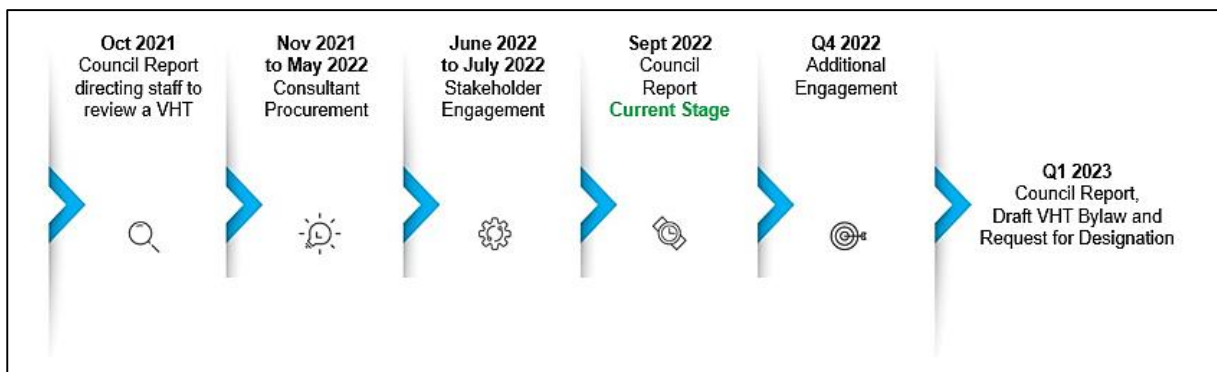 Oct 2021
Council Report
directing staff to
review a VHT
Nov 2021
to May 2022
Consultant
Procurement
June 2022
to July 2022
Stakeholder
Engagement
Sept 2022
Council
Report
Current Stage
Q4 2022
Additional
Engagement
Q1 2023
Council Report,
Draft VHT Bylaw and
Request for Designation